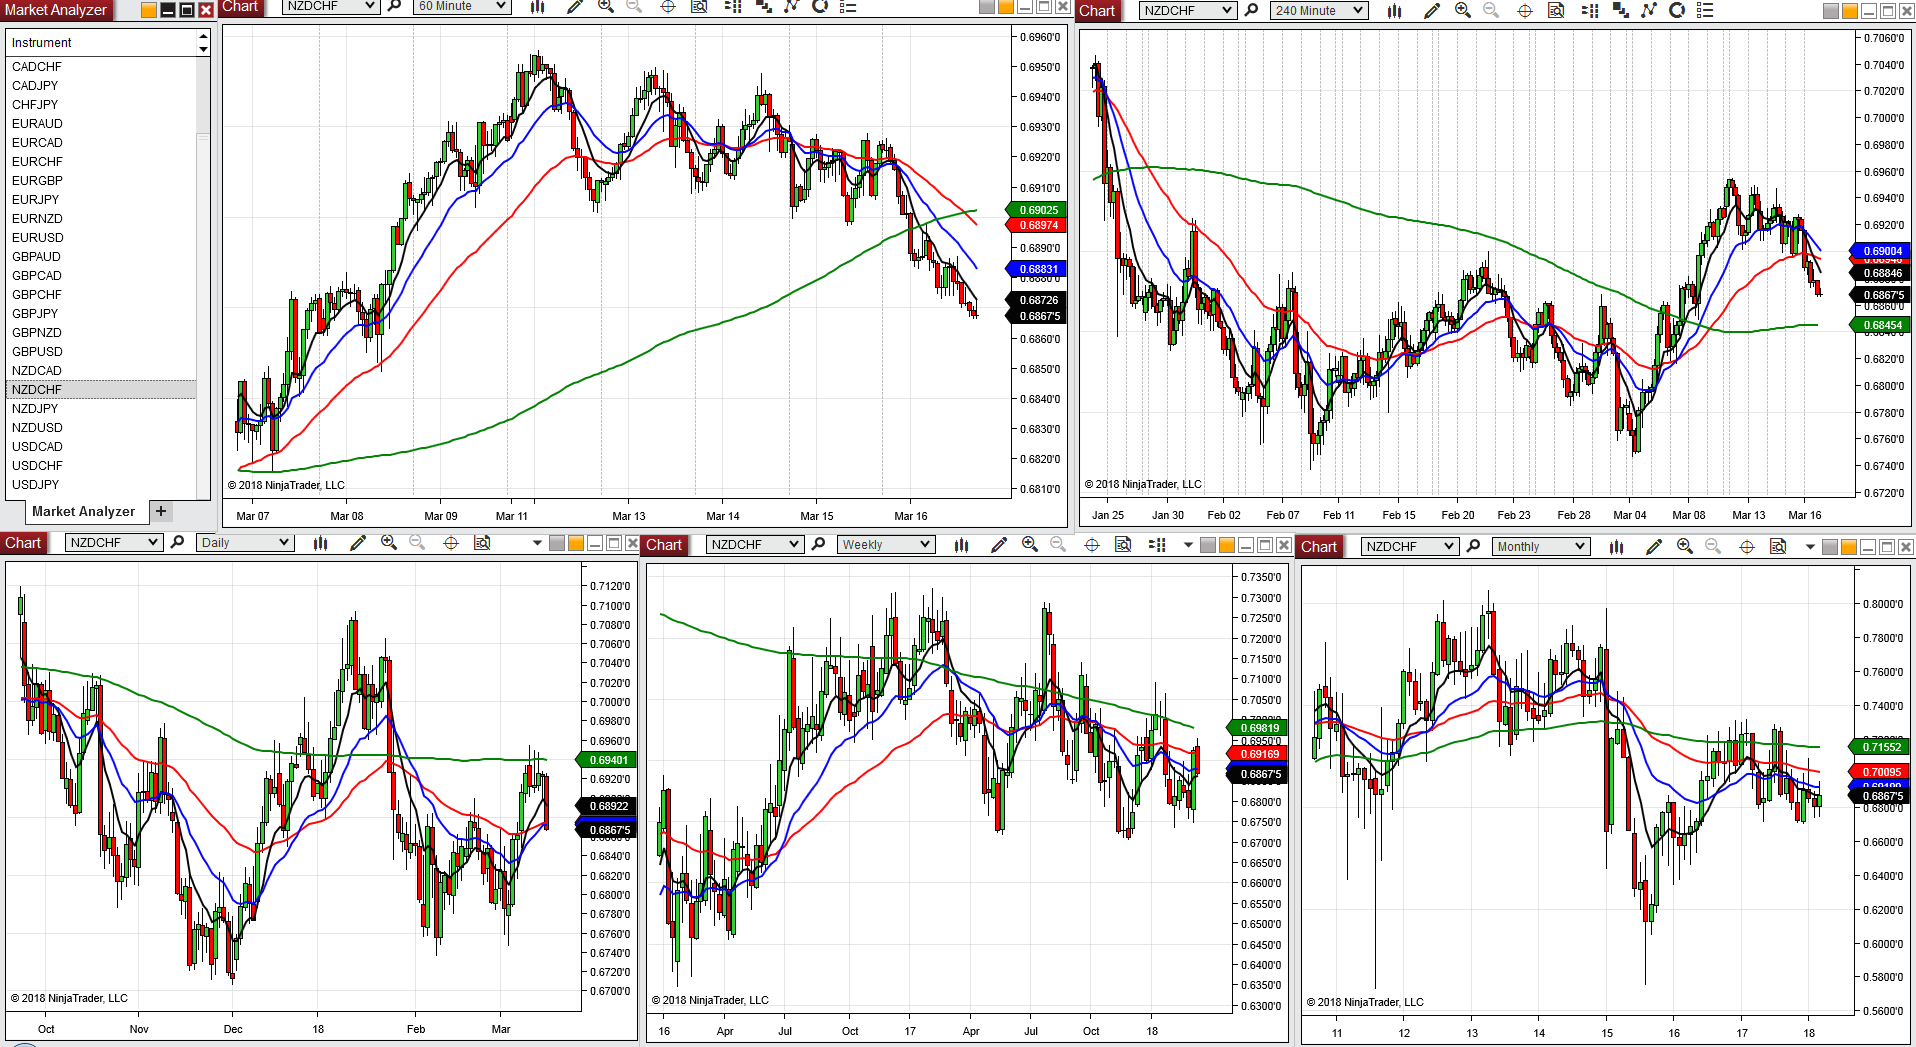 Market Analyzer
Instrument
CADCHF
CADJPY
CHFJPY
EURAUD
EURCAD
EURCHF
EURGBP
EURJPY
EURNZD
EURUSD
GBPAUD
GBPCAD
GBPCHF
GBPJPY
GBPNZD
GBPUSD
NZDCAD
NZDCHF
NZDJPY
NZDUSD
USDCAD
USDCHF
USDJPY
Market Analyzer +
Chart NZDCHF 60 Minute
0.6960'0
0.6950'0
0.6940'0
0.6930'0
0.6920'0
0.6910'0
0.69025
0.68974
0.6890'0
0.68831
0.68726
0.6867'5
0.6860'0
0.6850'0
0.6840'0
0.6830'0
0.6820'0
0.6810'0
© 2018 NinjaTrader, LLC
Mar 07 Mar 08 Mar 09 Mar 11 Mar 13 Mar 14 Mar 15 Mar 16
Chart NZDCHF 240 Minute
0.7060'0
0.7040'0
0.7020'0
0.7000'0
0.6980'0
0.6960'0
0.6940'0
0.6920'0
0.69004
0.68846
0.6867'5
0.68454
0.6820'0
0.6800'0
0.6780'0
0.6760'0
0.6740'0
0.6720'0
© 2018 NinjaTrader, LLC
Jan 25 Jan 30 Feb 02 Feb 07 Feb 11 Feb 15 Feb 20 Feb 23 Feb 28 Mar 04 Mar 08 Mar 13 Mar 16
Chart NZDCHF Daily
0.7120'0
0.7100'0
0.7080'0
0.7060'0
0.7040'0
0.7020'0
0.7000'0
0.6980'0
0.6960'0
0.69401
0.6920'0
0.68922
0.6867'5
0.6840'0
0.6820'0
0.6800'0
0.6780'0
0.6760'0
0.6740'0
0.6720'0
0.6700'0
© 2018 NinjaTrader, LLC
Oct Nov Dec 18 Feb Mar
Chart NZDCHF Weekly
0.7350'0
0.7300'0
0.7250'0
0.7200'0
0.7150'0
0.7100'0
0.7050'0
0.69819
0.6950'0
0.69169
0.6867'5
0.6800'0
0.6750'0
0.6700'0
0.6650'0
0.6600'0
0.6550'0
0.6500'0
0.6450'0
0.6400'0
0.6350'0
0.6300'0
© 2018 NinjaTrader, LLC
16 Apr Jul Oct 17 Apr Jul Oct 18
Chart NZDCHF Monthly
0.8000'0
0.7800'0
0.7600'0
0.7400'0
0.71552
0.70095
0.6867'5
0.6800'0
0.6600'0
0.6400'0
0.6200'0
0.6000'0
0.5800'0
0.5600'0
© 2018 NinjaTrader, LLC
11 12 13 14 15 16 17 18